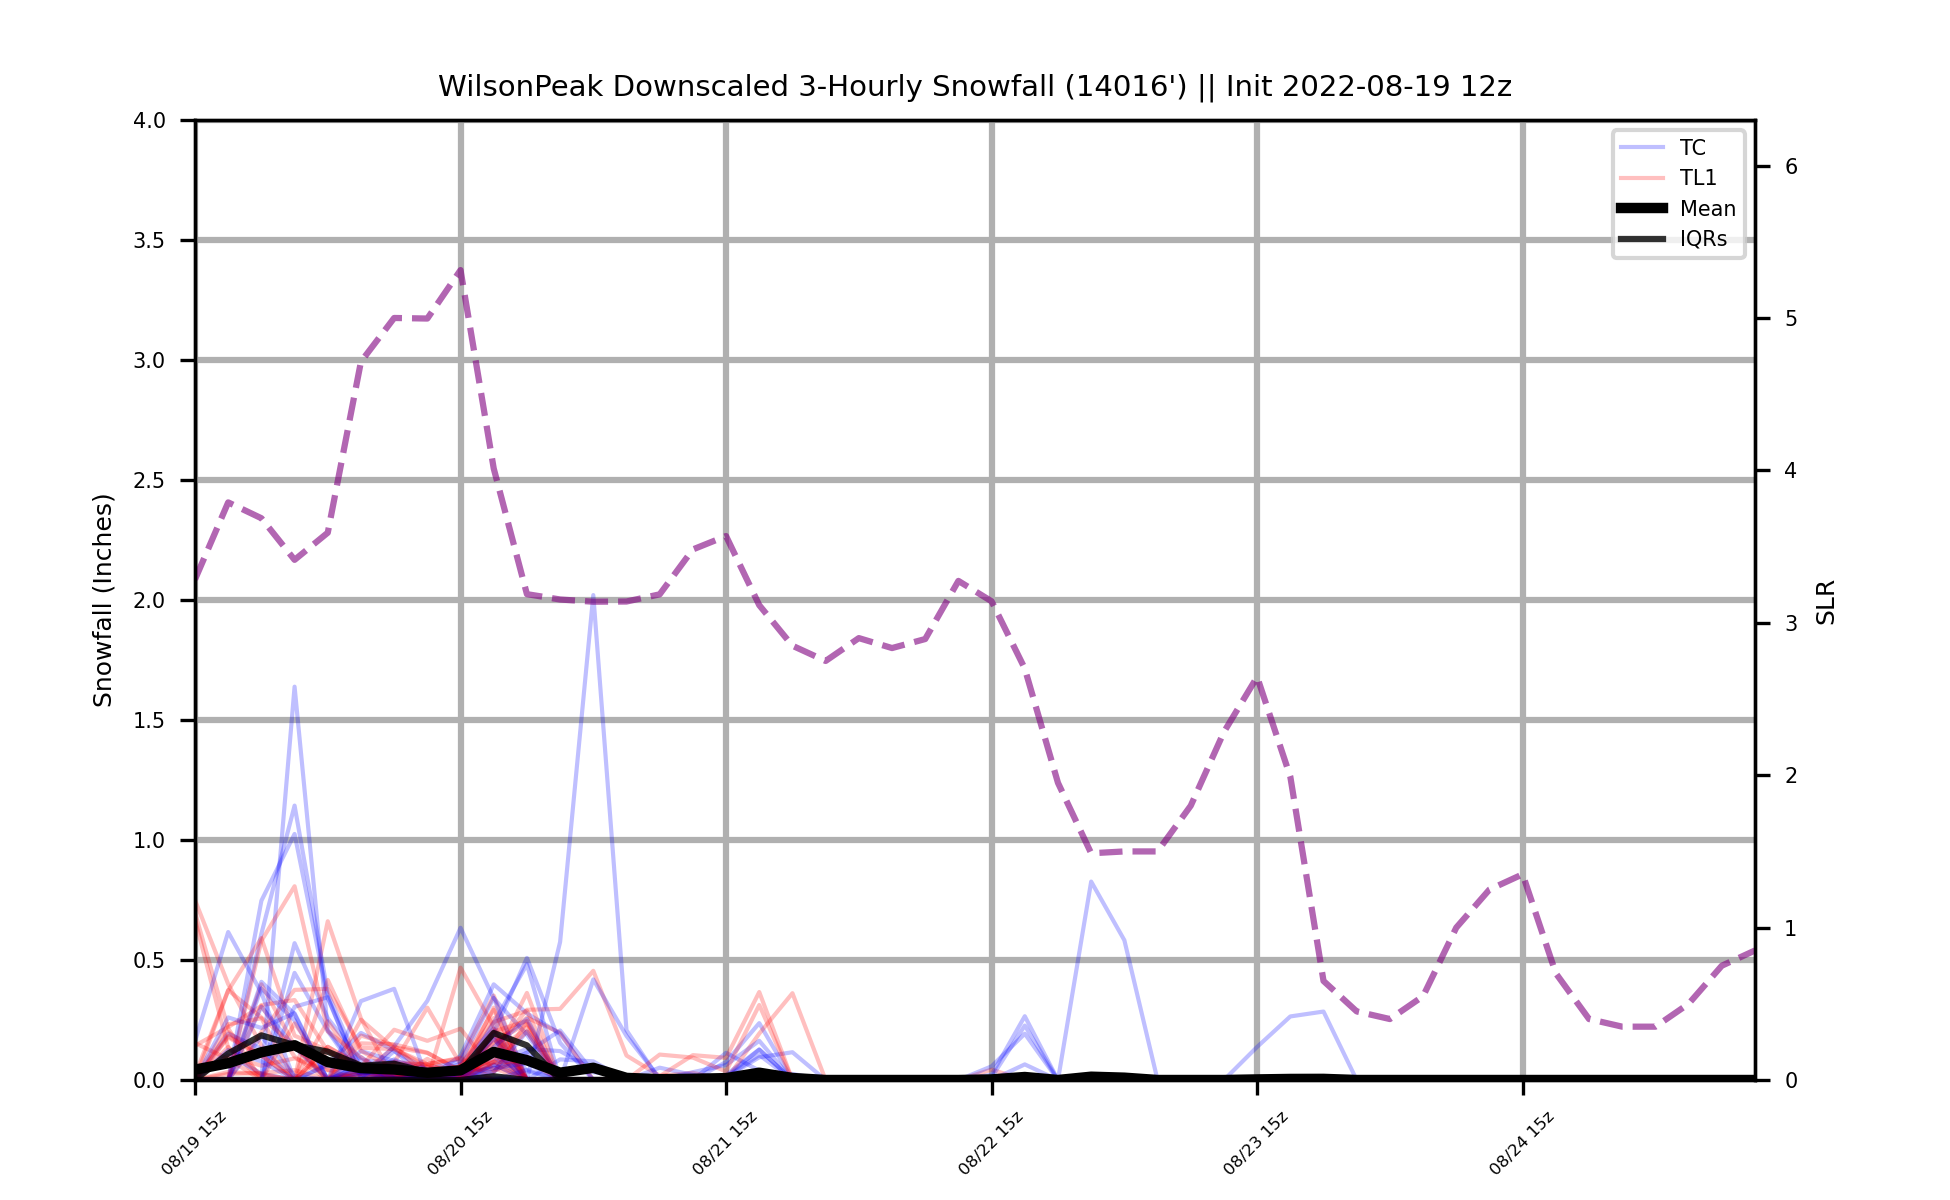 WilsonPeak Downscaled 3-Hourly Snowfall (14016') || Init 2022-08-19 12z
4.0
3.5
3.0
2.5
2.0
1.5
1.0
0.5
0.0
Snowfall (Inches)
TC
TL1
Mean
IQRs
6
5
4
3
2
1
0
SLR
08/19 15z
08/20 15z
08/21 15z
08/22 15z
08/23 15z
08/24 15z